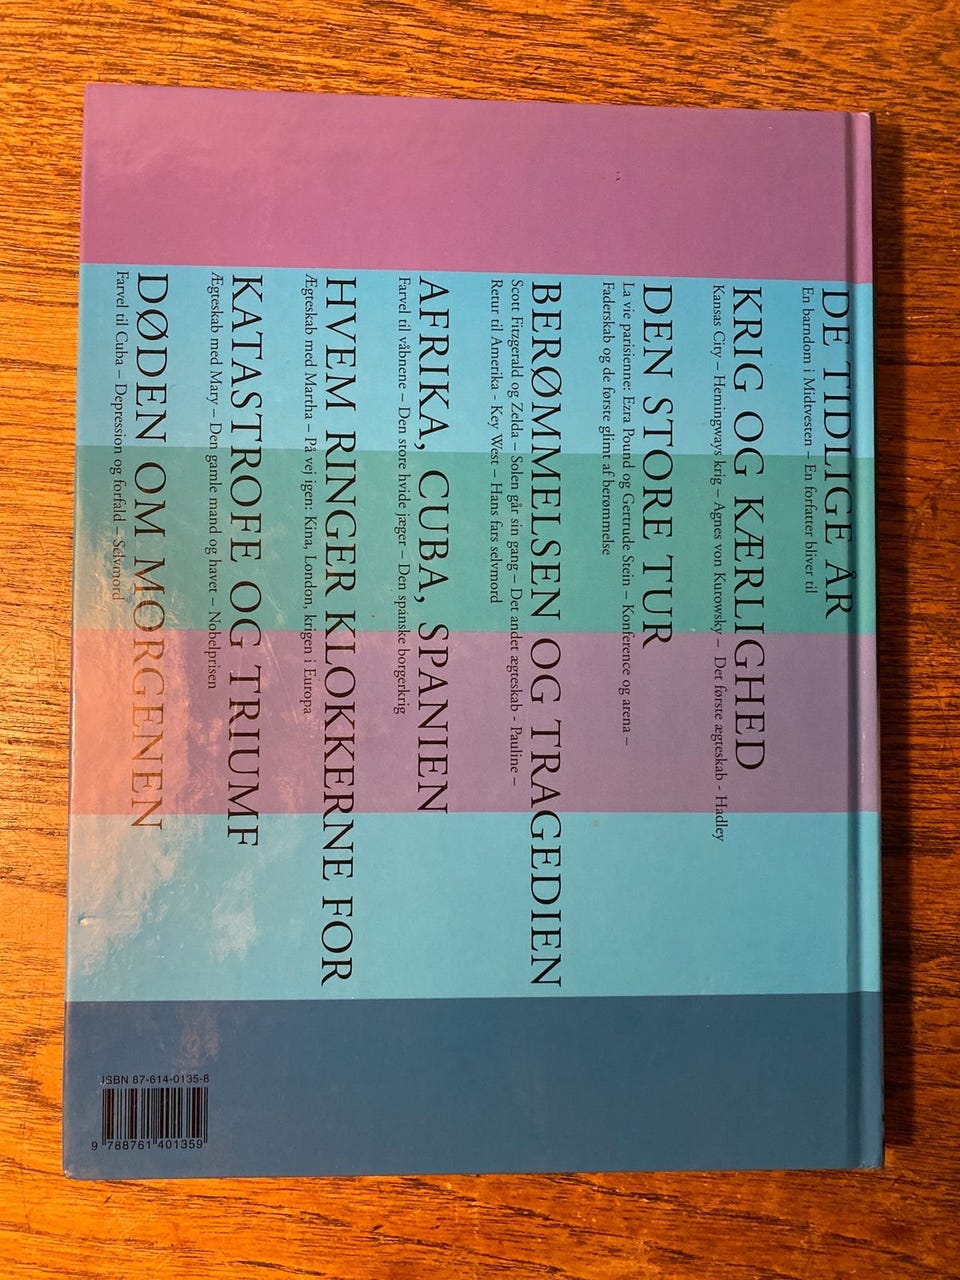 DE TIDLIGE ÅR
En barndom i Midtvesten – En forfatter bliver til
KRIG OG KÆRLIGHED
Kansas City – Hemingways krig – Agnes von Kurowsky – Det første ægteskab - Hadley
DEN STORE TUR
La vie parisienne: Ezra Pound og Gertrude Stein – Konference og arena –
Faderskab og de første glimt af berømmelse
BERØMMELSEN OG TRAGEDIEN
Scott Fitzgerald og Zelda – Solen går sin gang – Det andet ægteskab - Pauline –
Retur til Amerika - Key West – Hans fars selvmord
AFRIKA, CUBA, SPANIEN
Farvel til våbnene – Den store hvide jæger – Den spanske borgerkrig
HVEM RINGER KLOKKERNE FOR
Ægteskab med Martha – På vej igen: Kina, London, krigen i Europa
KATASTROFE OG TRIUMF
Ægteskab med Mary – Den gamle mand og havet – Nobelprisen
DØDEN OM MORGENEN
Farvel til Cuba – Depression og forfald – Selvmord
ISBN 87-614-0135-8
9 788761 401359